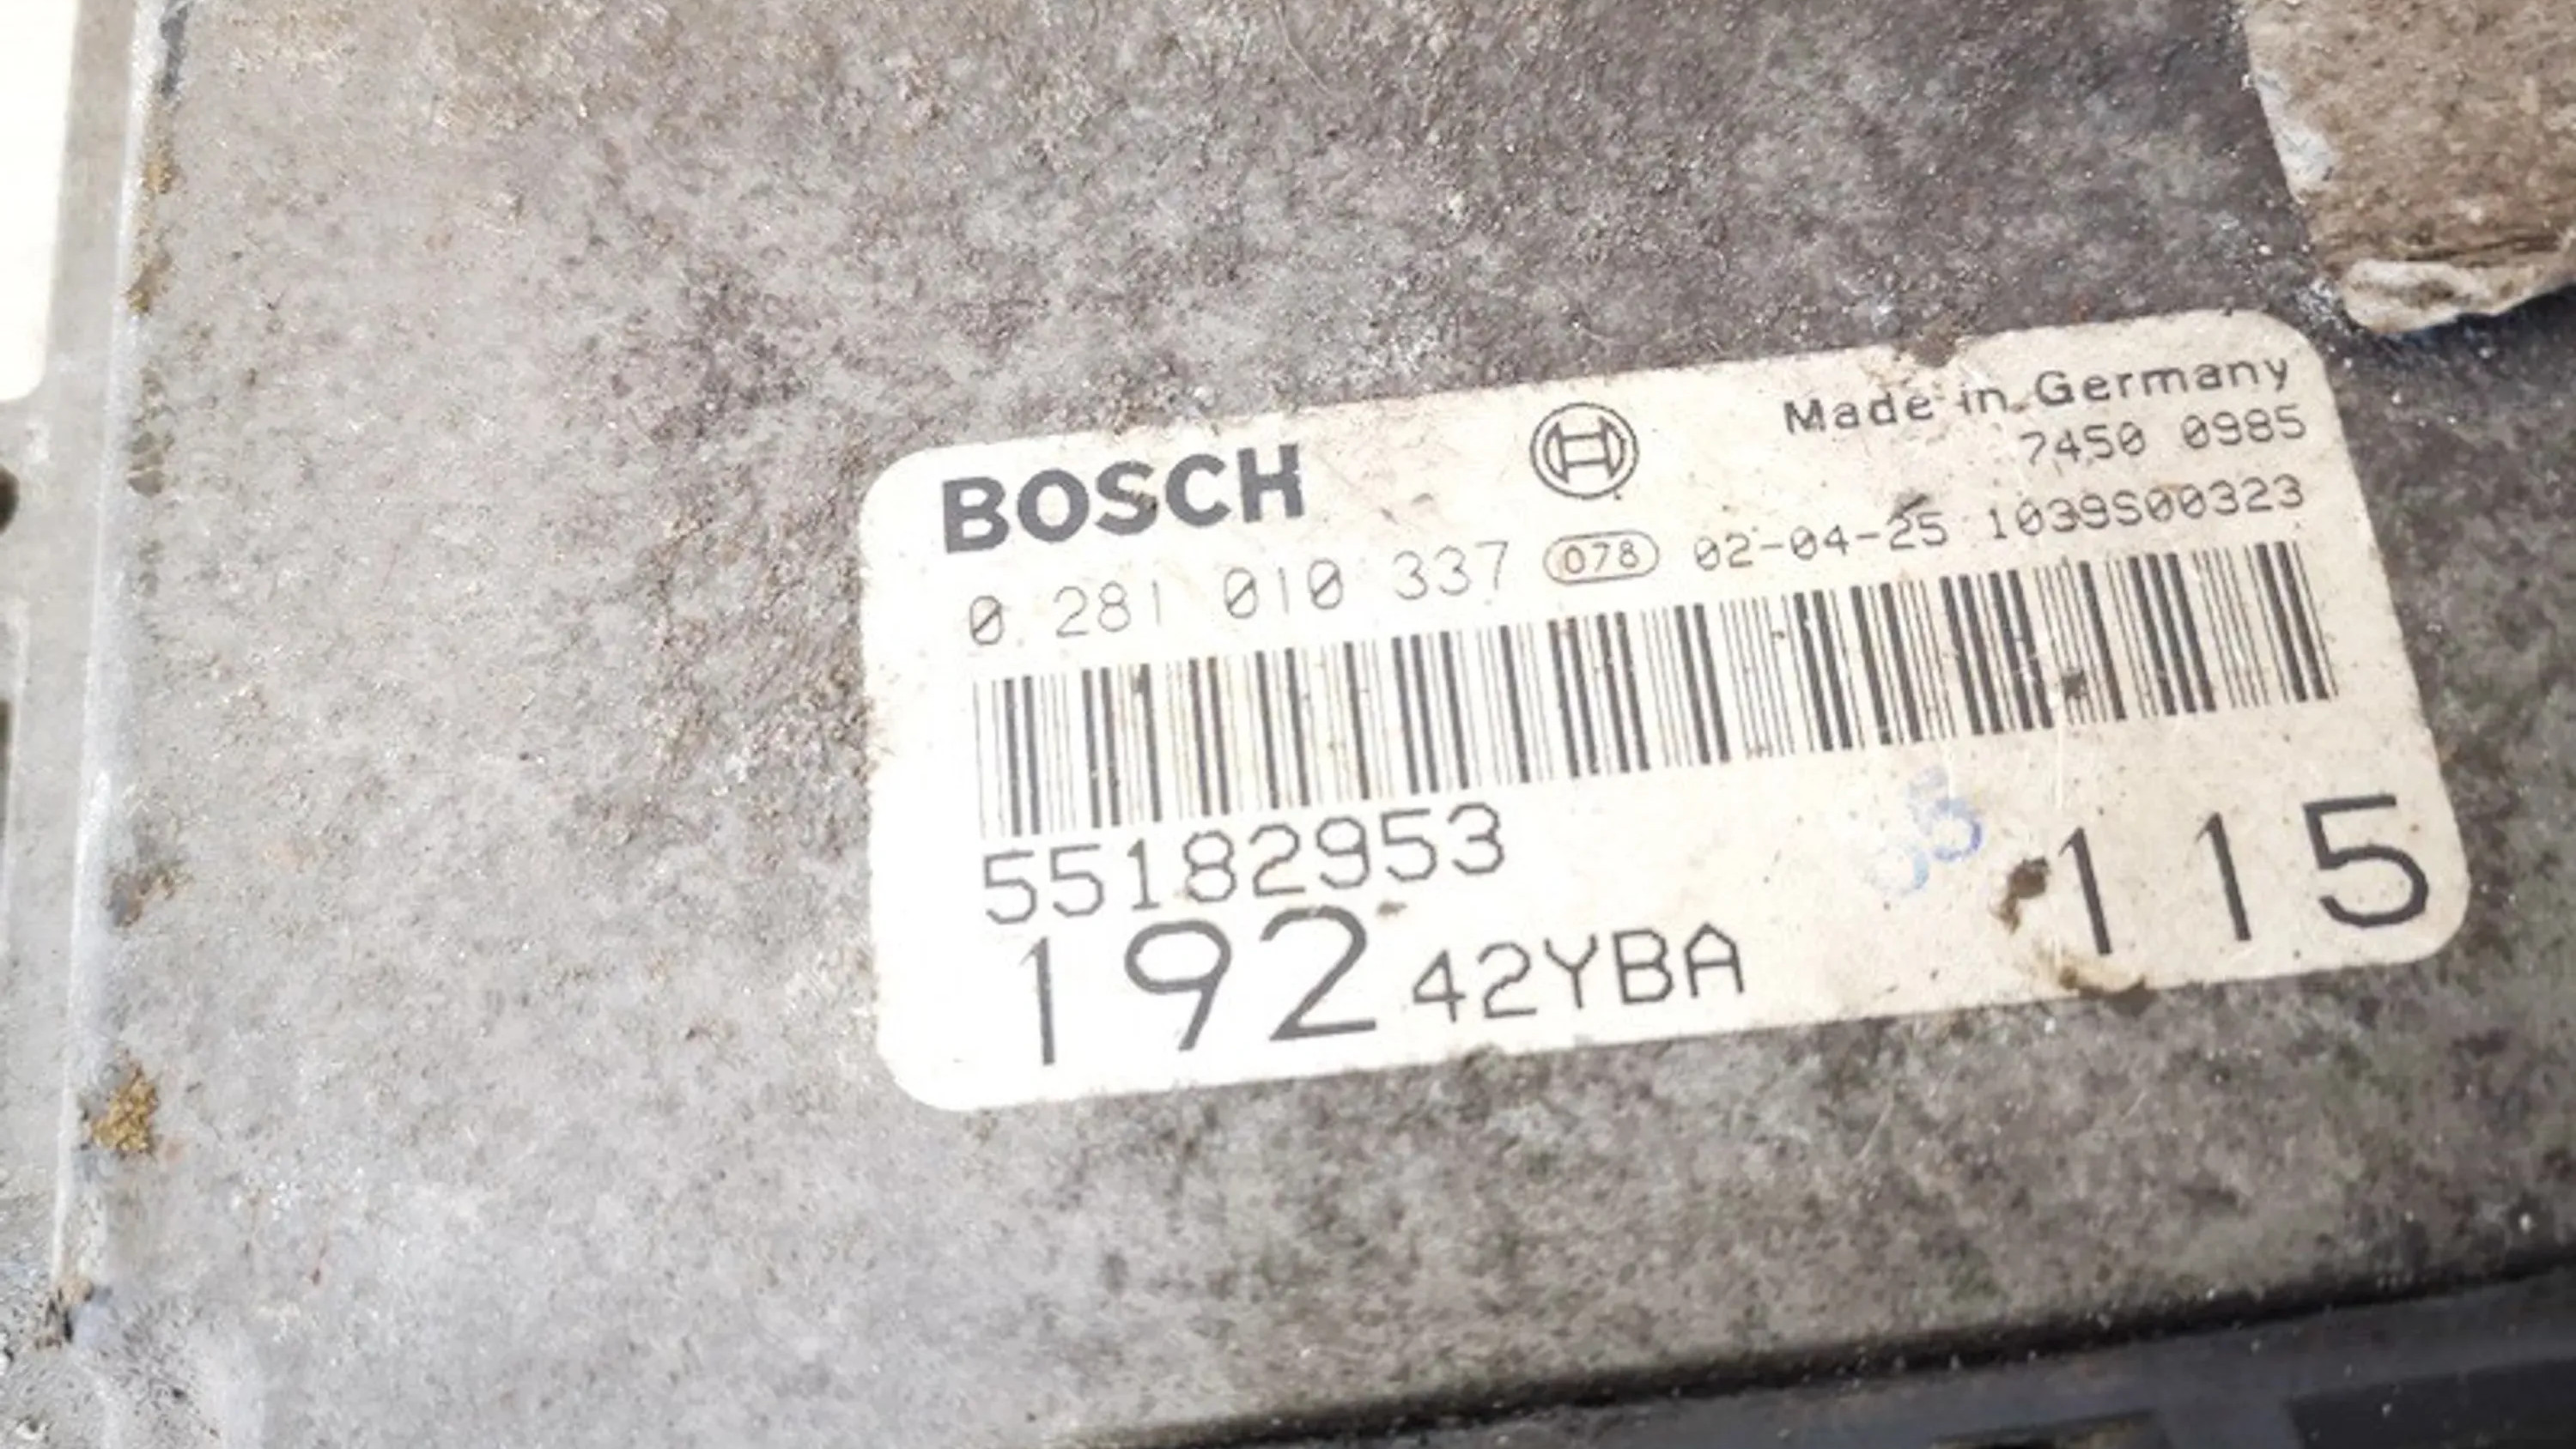 BOSCH
Made in Germany
7450 0985
0 281 010 337 078 02-04-25 1039S00323
55182953
192 42YBA 115